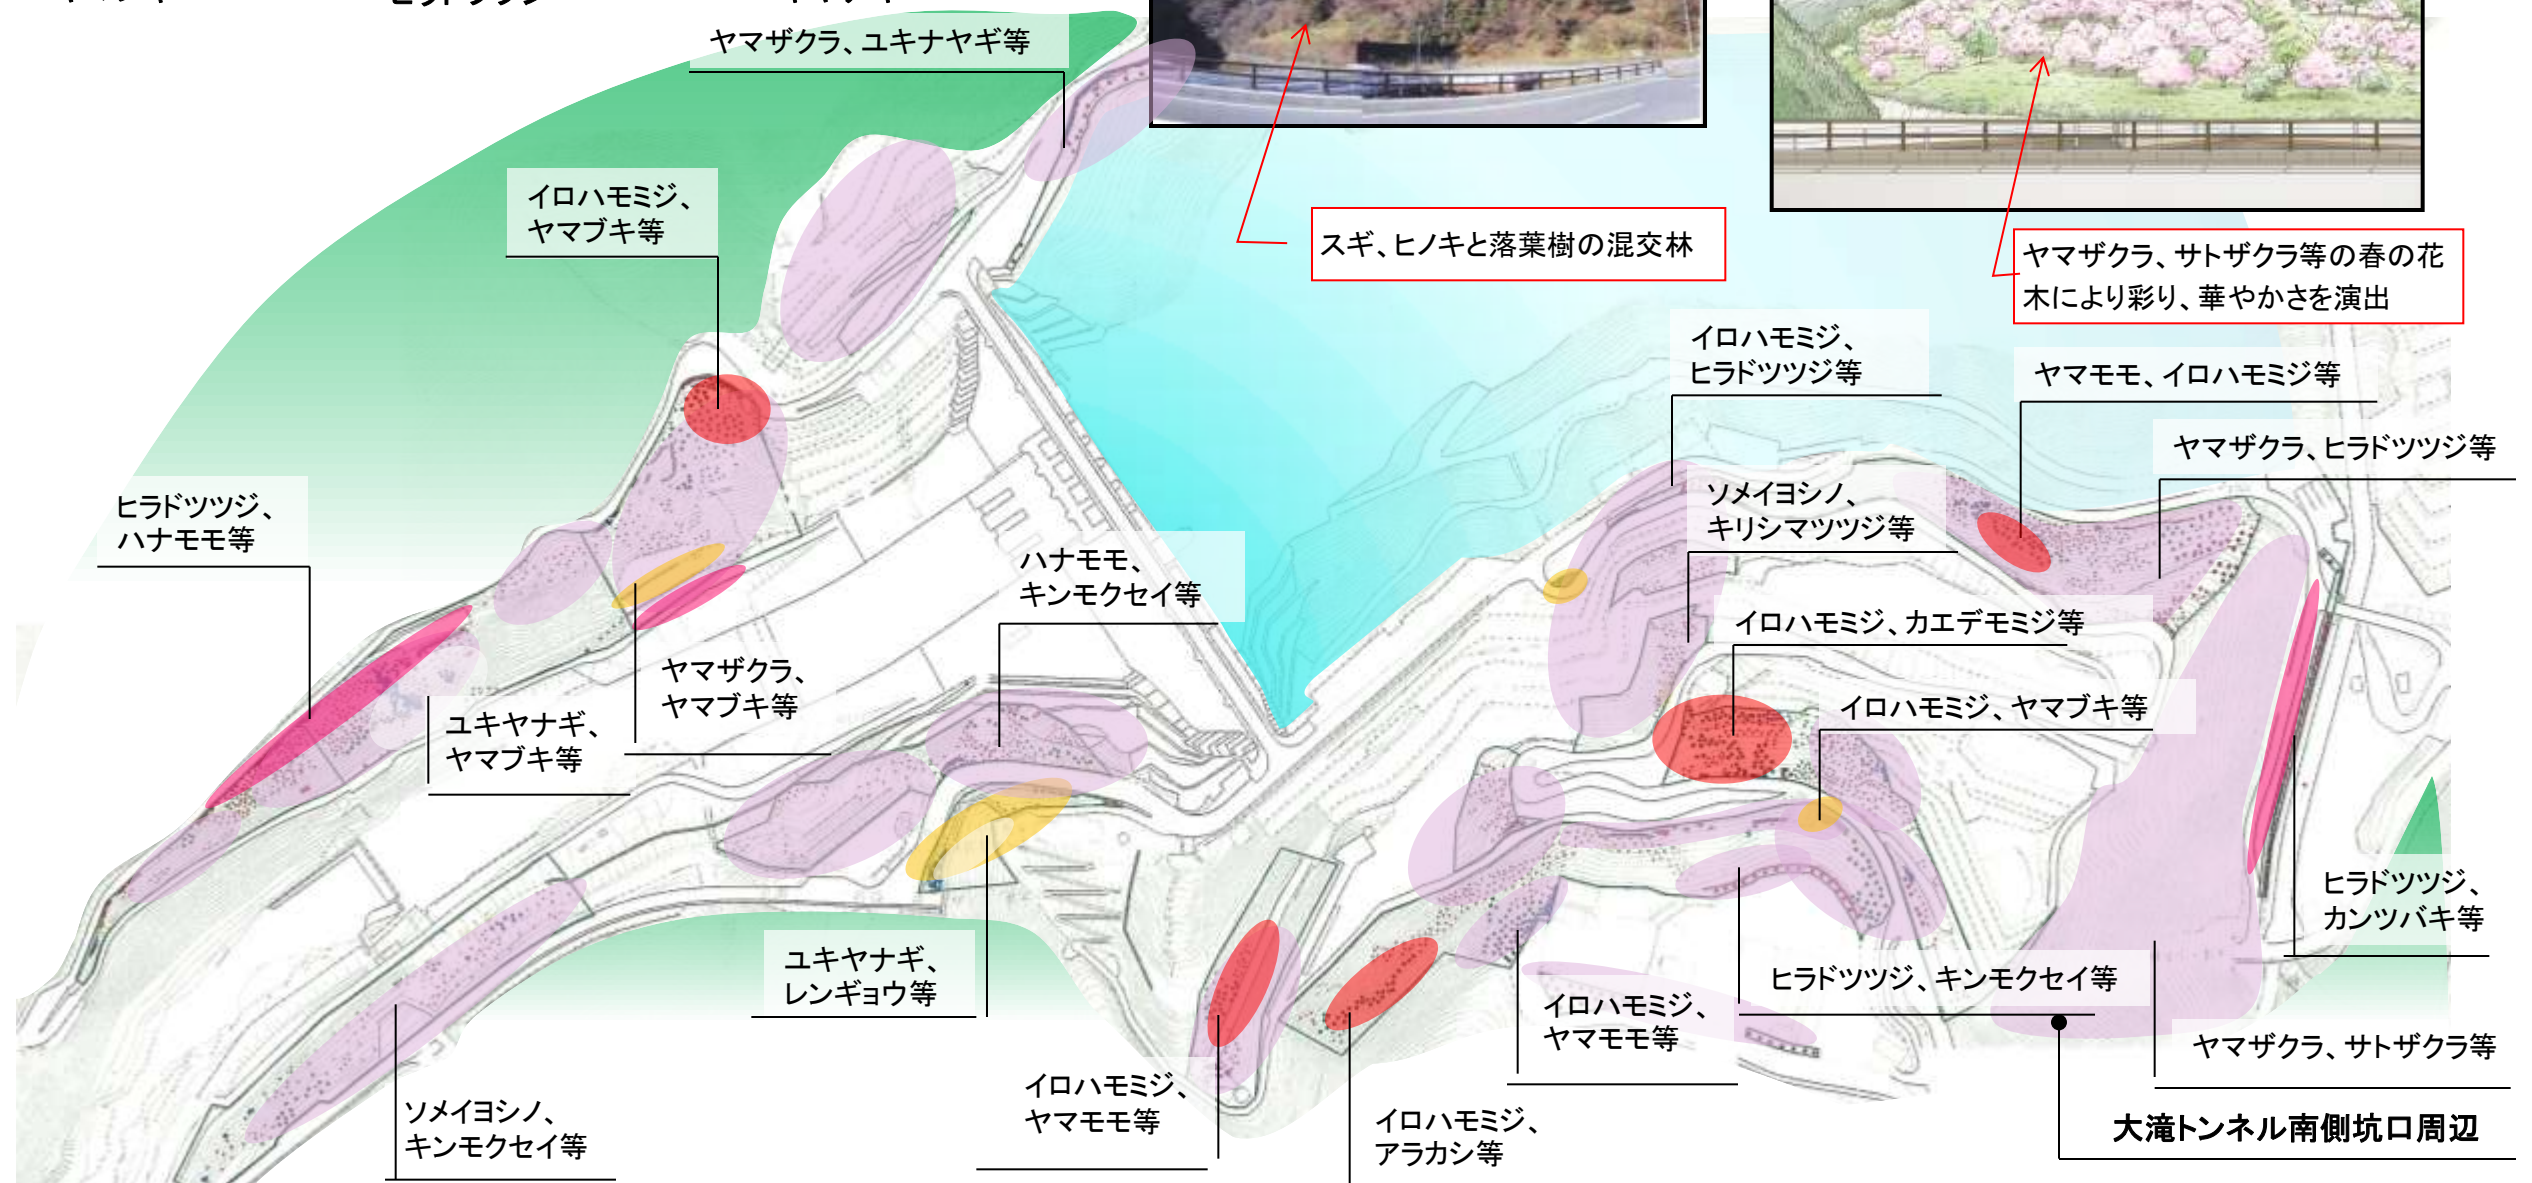 ヤマザクラ、ユキナヤギ等
イロハモミジ、
ヤマブキ等
スギ、ヒノキと落葉樹の混交林
ヤマザクラ、サトザクラ等の春の花
木により彩り、華やかさを演出
イロハモミジ、
ヒラドツツジ等
ヤマモモ、イロハモミジ等
ヤマザクラ、ヒラドツツジ等
ヒラドツツジ、
ハナモモ等
ソメイヨシノ、
キリシマツツジ等
ハナモモ、
キンモクセイ等
イロハモミジ、カエデモミジ等
ヤマザクラ、
ヤマブキ等
イロハモミジ、ヤマブキ等
ユキヤナギ、
ヤマブキ等
ヒラドツツジ、
カンツバキ等
ユキヤナギ、
レンギョウ等
ヒラドツツジ、キンモクセイ等
イロハモミジ、
ヤマモモ等
ヤマザクラ、サトザクラ等
イロハモミジ、
ヤマモモ等
ソメイヨシノ、
キンモクセイ等
イロハモミジ、
アラカシ等
大滝トンネル南側坑口周辺